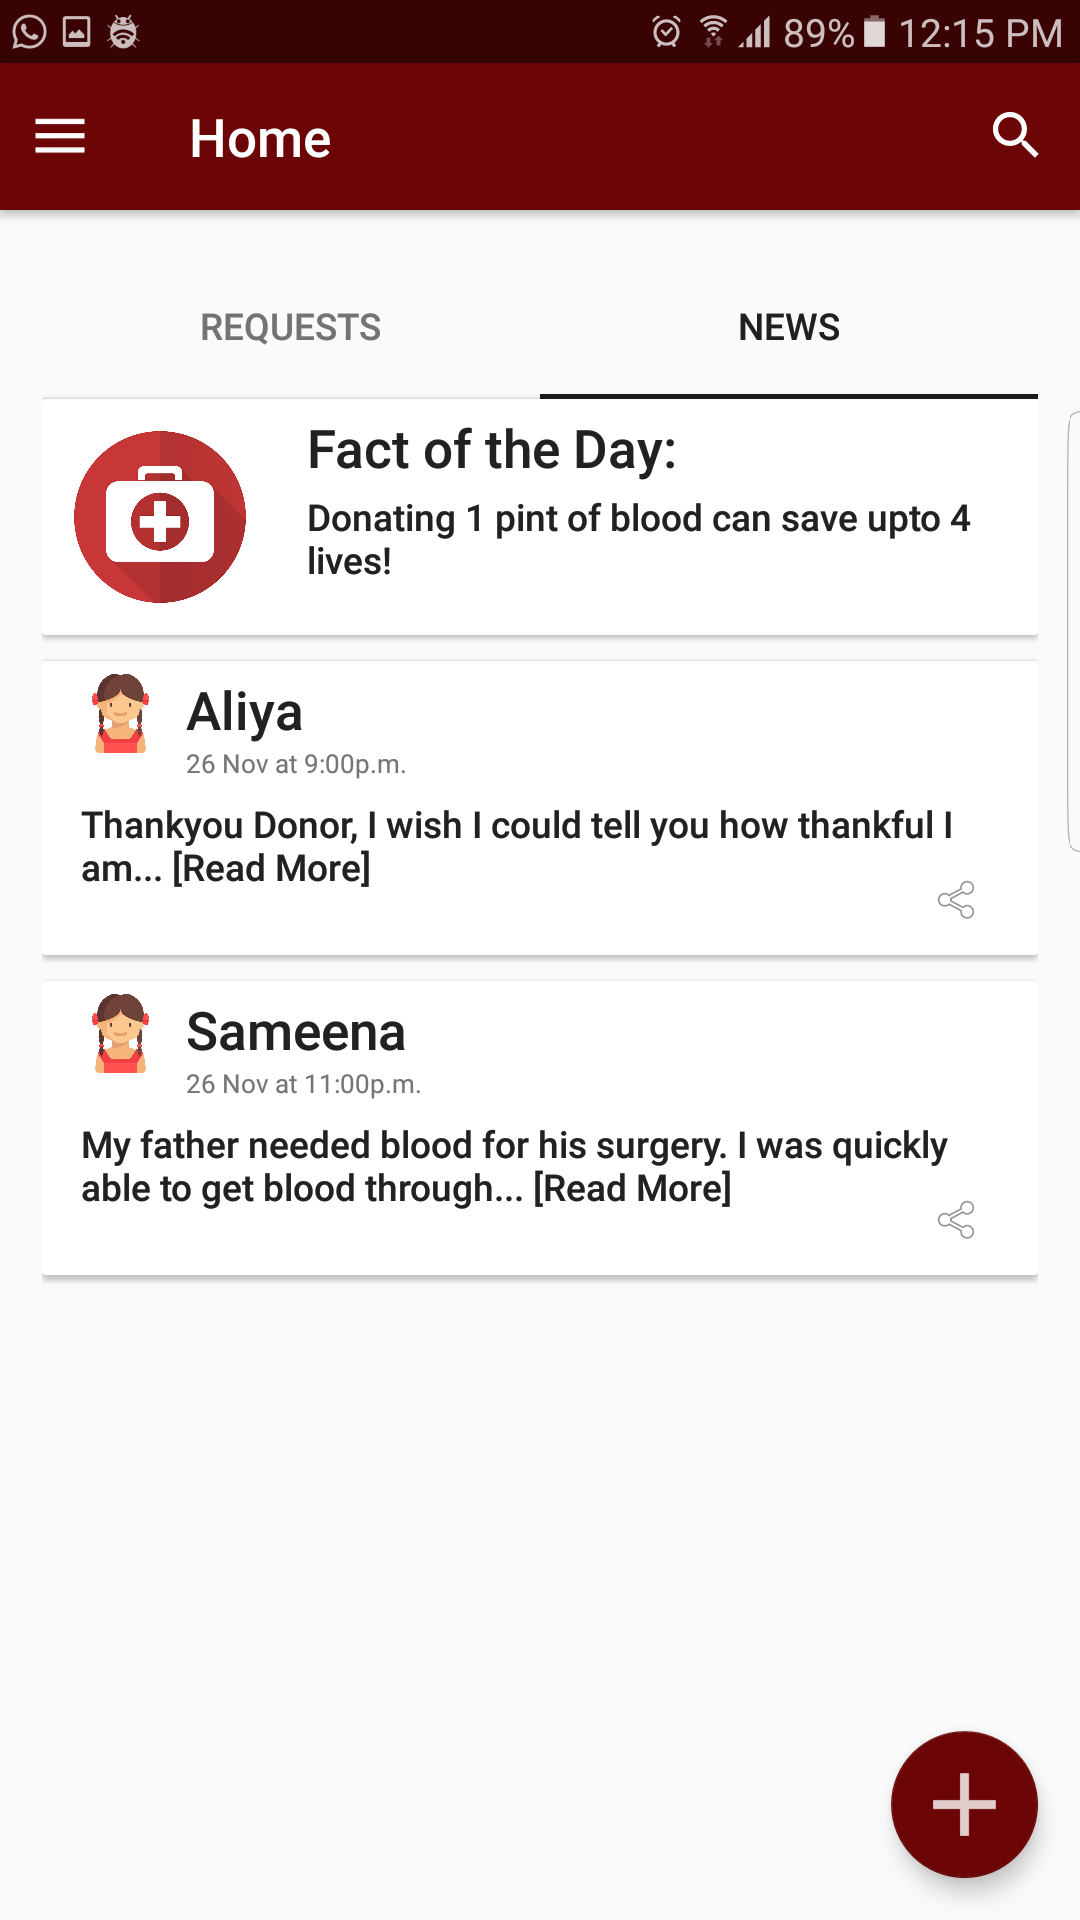 89% 12:15 PM
Home
REQUESTS NEWS
Fact of the Day:
Donating 1 pint of blood can save upto 4
lives!
Aliya
26 Nov at 9:00p.m.
Thankyou Donor, I wish I could tell you how thankful I
am... [Read More]
Sameena
26 Nov at 11:00p.m.
My father needed blood for his surgery. I was quickly
able to get blood through... [Read More]